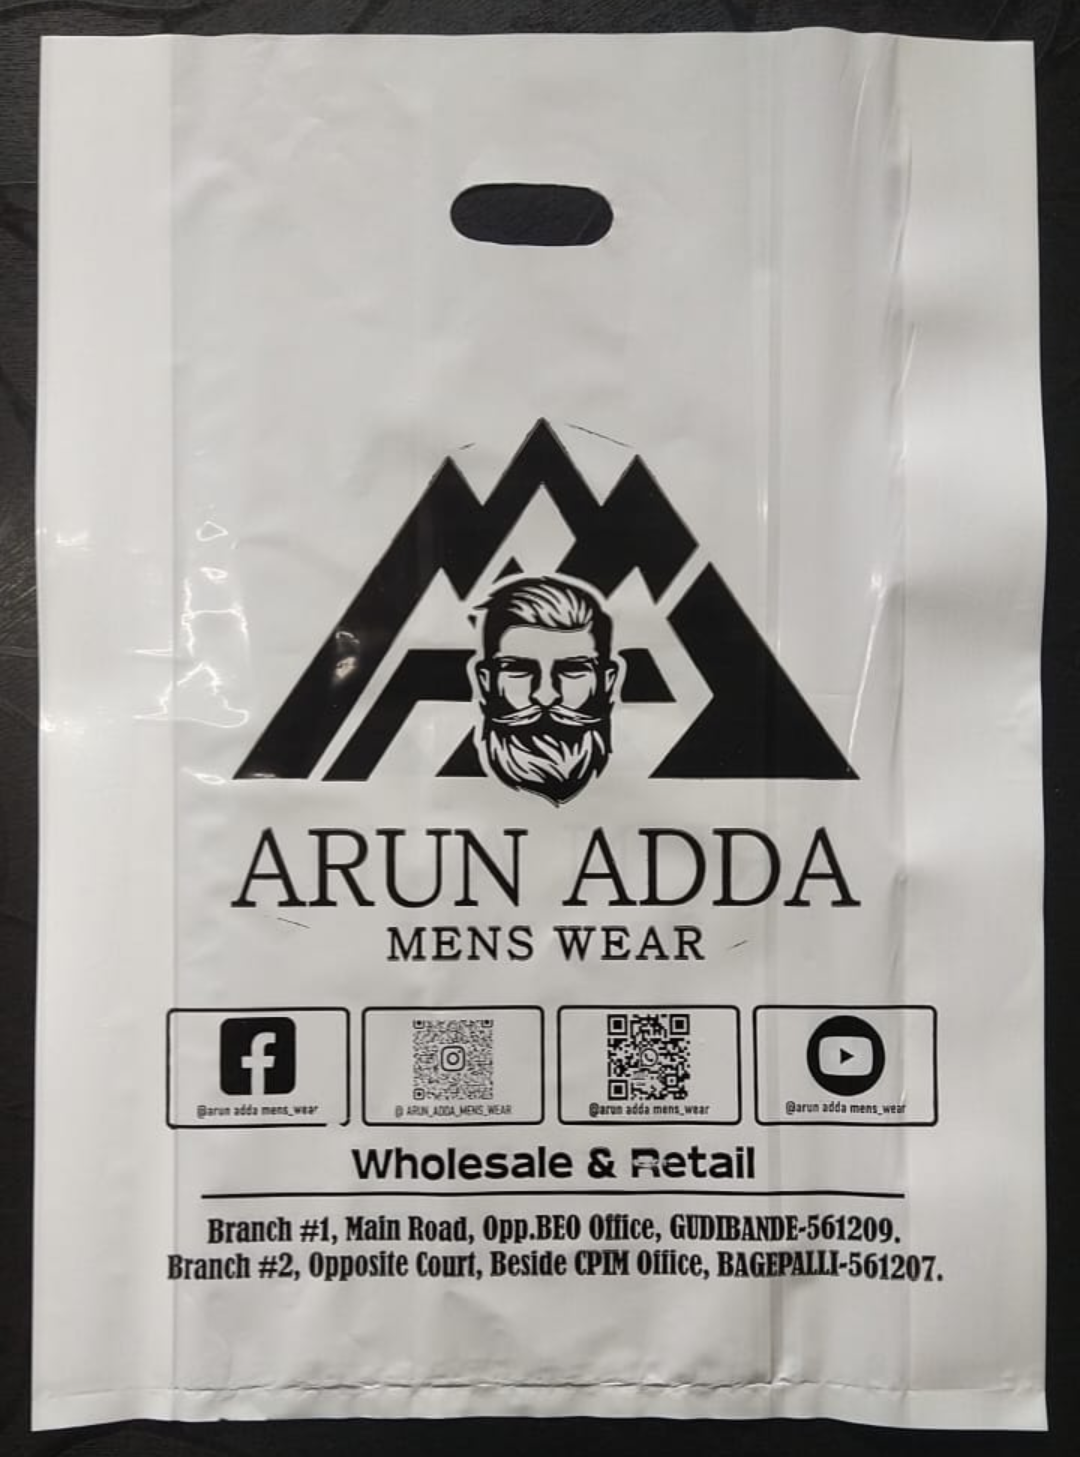 ARUN ADDA
MENS WEAR
@arun adda mens_wear
@ ARUN_ADDA_MENS_WEAR
@arun adda mens_wear
@arun adda mens_wear
Wholesale & Retail
Branch #1, Main Road, Opp.BEO Office, GUDIBANDE-561209.
Branch #2, Opposite Court, Beside CPIM Office, BAGEPALLI-561207.